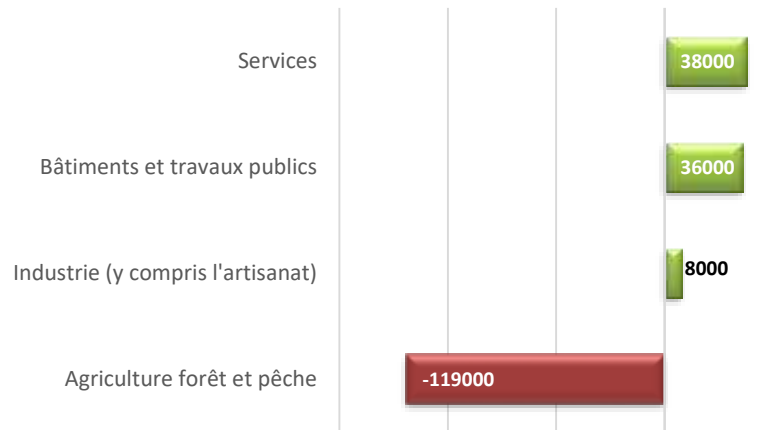 Services
38000
Bâtiments et travaux publics
36000
Industrie (y compris l'artisanat)
8000
Agriculture forêt et pêche
-119000